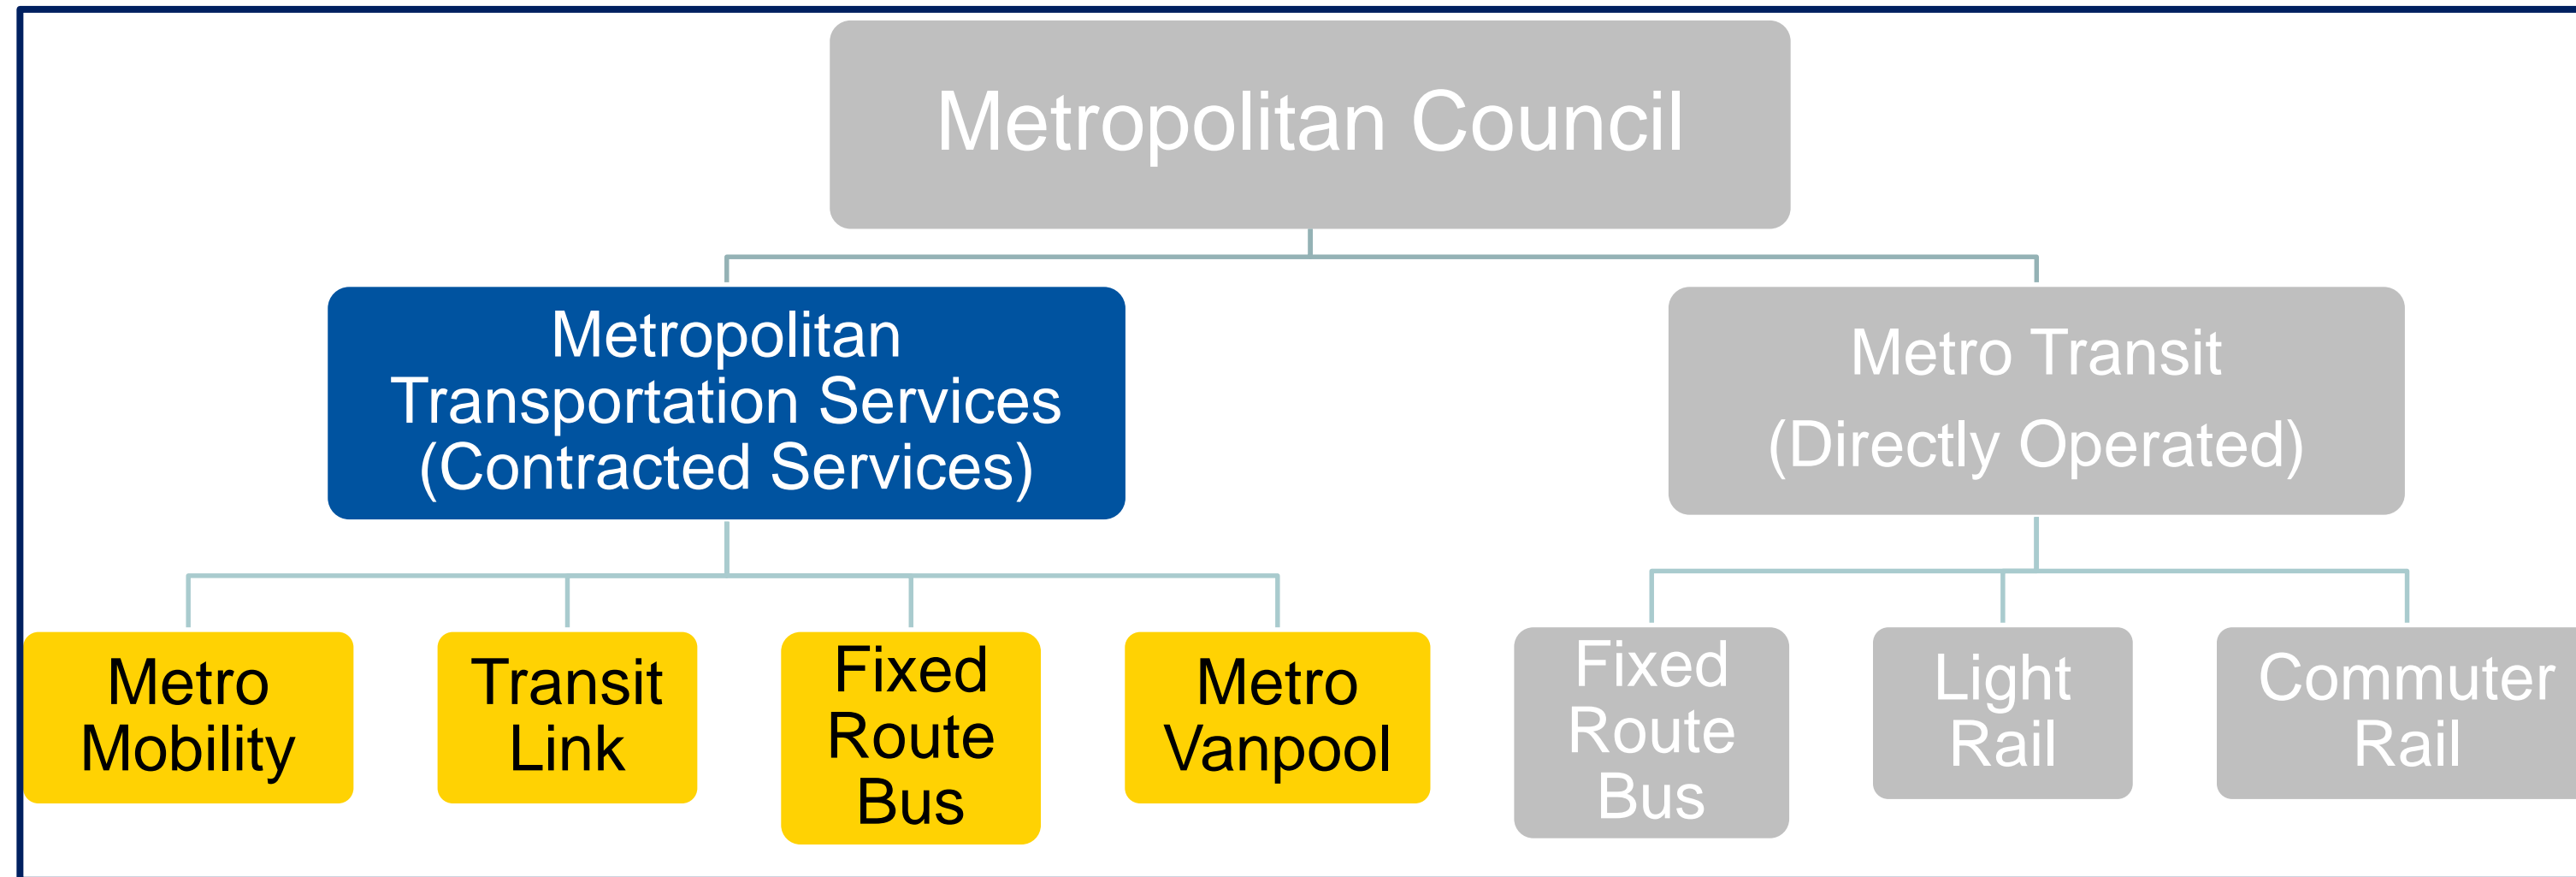 Metropolitan Council
Metropolitan
Transportation Services
(Contracted Services)
Metro Transit
(Directly Operated)
Metro
Mobility
Transit
Link
Fixed
Route
Bus
Metro
Vanpool
Fixed
Route
Bus
Light
Rail
Commuter
Rail